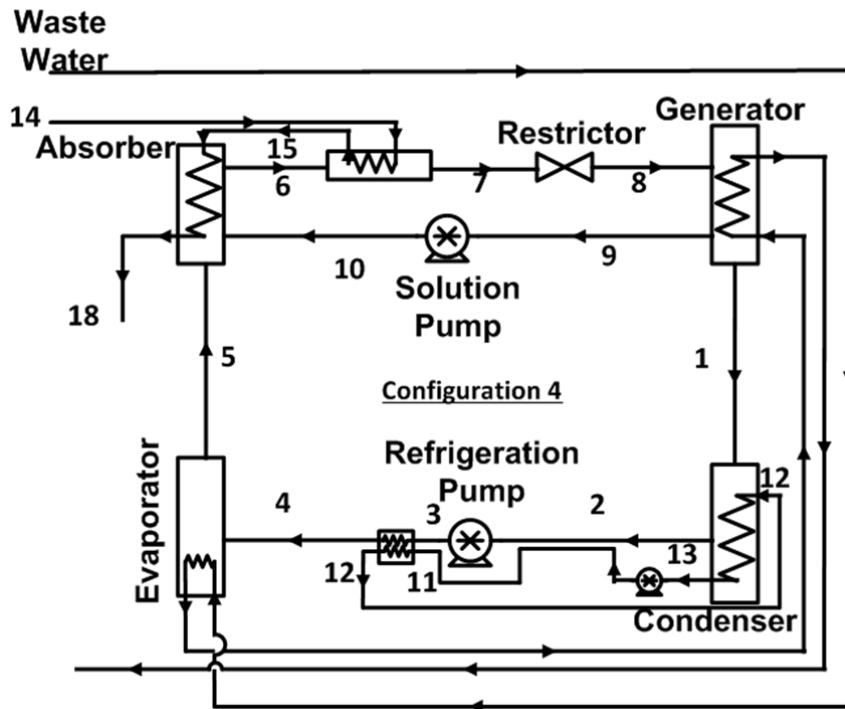 Waste
Water
14
Absorber
15
6
7
Restrictor
8
Generator
18
10
Solution
Pump
9
5
1
Configuration 4
Evaporator
4
Refrigeration
Pump
3
2
12
12
11
13
Condenser